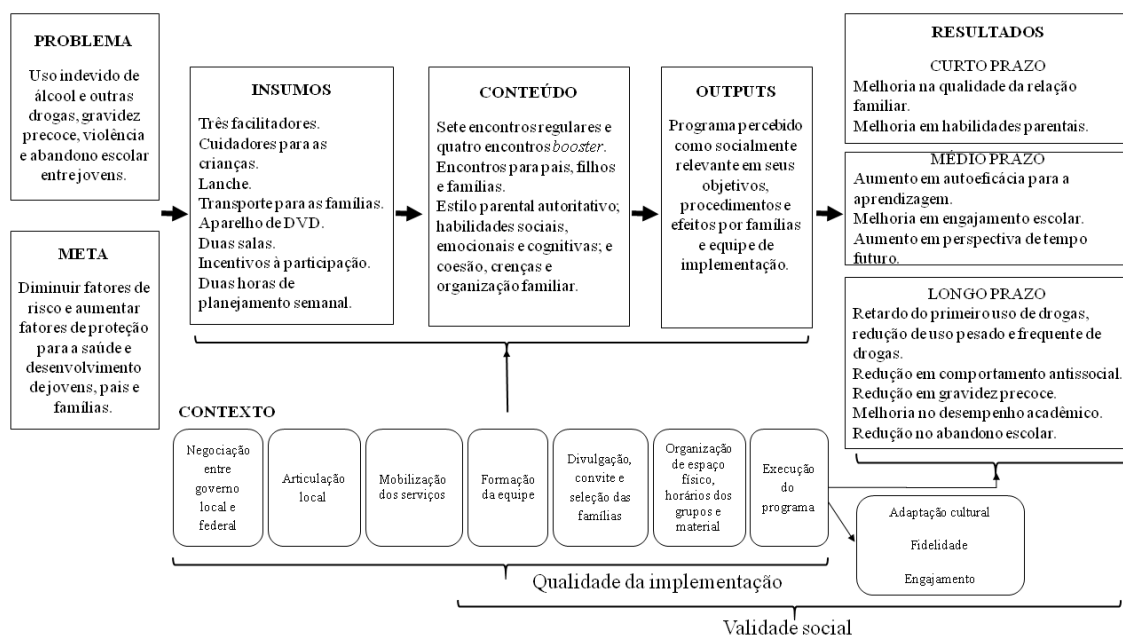 PROBLEMA
Uso indevido de
álcool e outras
drogas, gravidez
precoce, violência
e abandono escolar
entre jovens.
META
Diminuir fatores de
risco e aumentar
fatores de proteção
para a saúde e
desenvolvimento
de jovens, pais e
famílias.
INSUMOS
Três facilitadores.
Cuidadores para as
crianças.
Lanche.
Transporte para as famílias.
Aparelho de DVD.
Duas salas.
Incentivos à participação.
Duas horas de
planejamento semanal.
CONTEÚDO
Sete encontros regulares e
quatro encontros booster.
Encontros para pais, filhos
e famílias.
Estilo parental autoritativo;
habilidades sociais,
emocionais e cognitivas; e
coesão, crenças e
organização familiar.
OUTPUTS
Programa percebido
como socialmente
relevante em seus
objetivos,
procedimentos e
efeitos por famílias
e equipe de
implementação.
RESULTADOS
CURTO PRAZO
Melhoria na qualidade da relação
familiar.
Melhoria em habilidades parentais.
MÉDIO PRAZO
Aumento em autoeficácia para a
aprendizagem.
Melhoria em engajamento escolar.
Aumento em perspectiva de tempo
futuro.
LONGO PRAZO
Retardo do primeiro uso de drogas,
redução de uso pesado e frequente de
drogas.
Redução em comportamento antissocial.
Redução em gravidez precoce.
Melhoria no desempenho acadêmico.
Redução no abandono escolar.
CONTEXTO
Negociação
entre
governo
local e
federal
Articulação
local
Mobilização
dos serviços
Formação
da equipe
Divulgação,
convite e
seleção das
famílias
Organização
de espaço
físico,
horários dos
grupos e
material
Execução
do
programa
Adaptação cultural
Fidelidade
Engajamento
Qualidade da implementação
Validade social